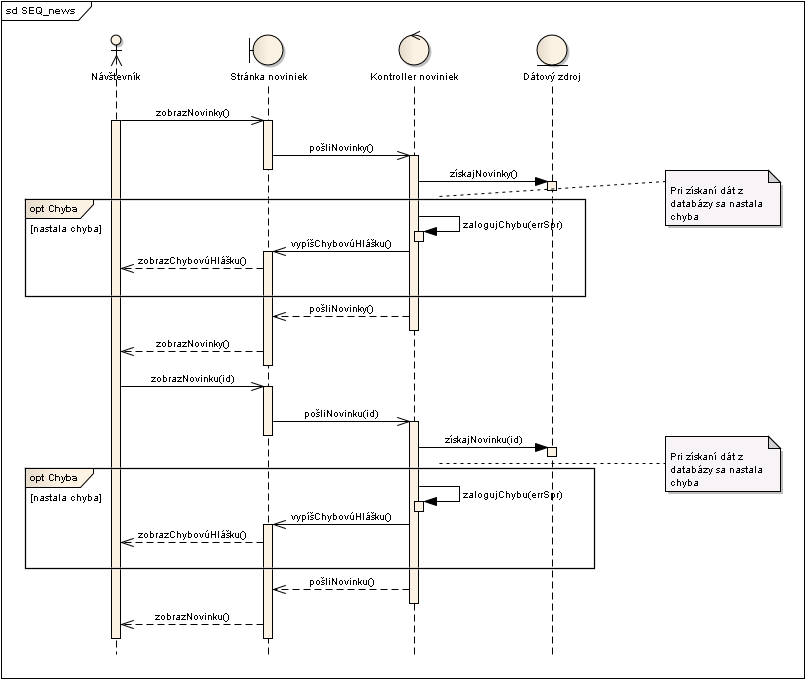 sd SEQ_news
Návštevník
Stránka noviniek
Kontroller noviniek
Dátový zdroj
zobrazNovinky()
pošliNovinky()
získajNovinky()
Pri získaní dát z
databázy sa nastala
chyba
opt Chyba
[nastala chyba]
zalogujChybu(errSpr)
vypíšChybovúHlášku()
zobrazChybovúHlášku()
pošliNovinky()
zobrazNovinky()
zobrazNovinku(id)
pošliNovinku(id)
získajNovinku(id)
Pri získaní dát z
databázy sa nastala
chyba
opt Chyba
[nastala chyba]
zalogujChybu(errSpr)
vypíšChybovúHlášku()
zobrazChybovúHlášku()
pošliNovinku()
zobrazNovinku()